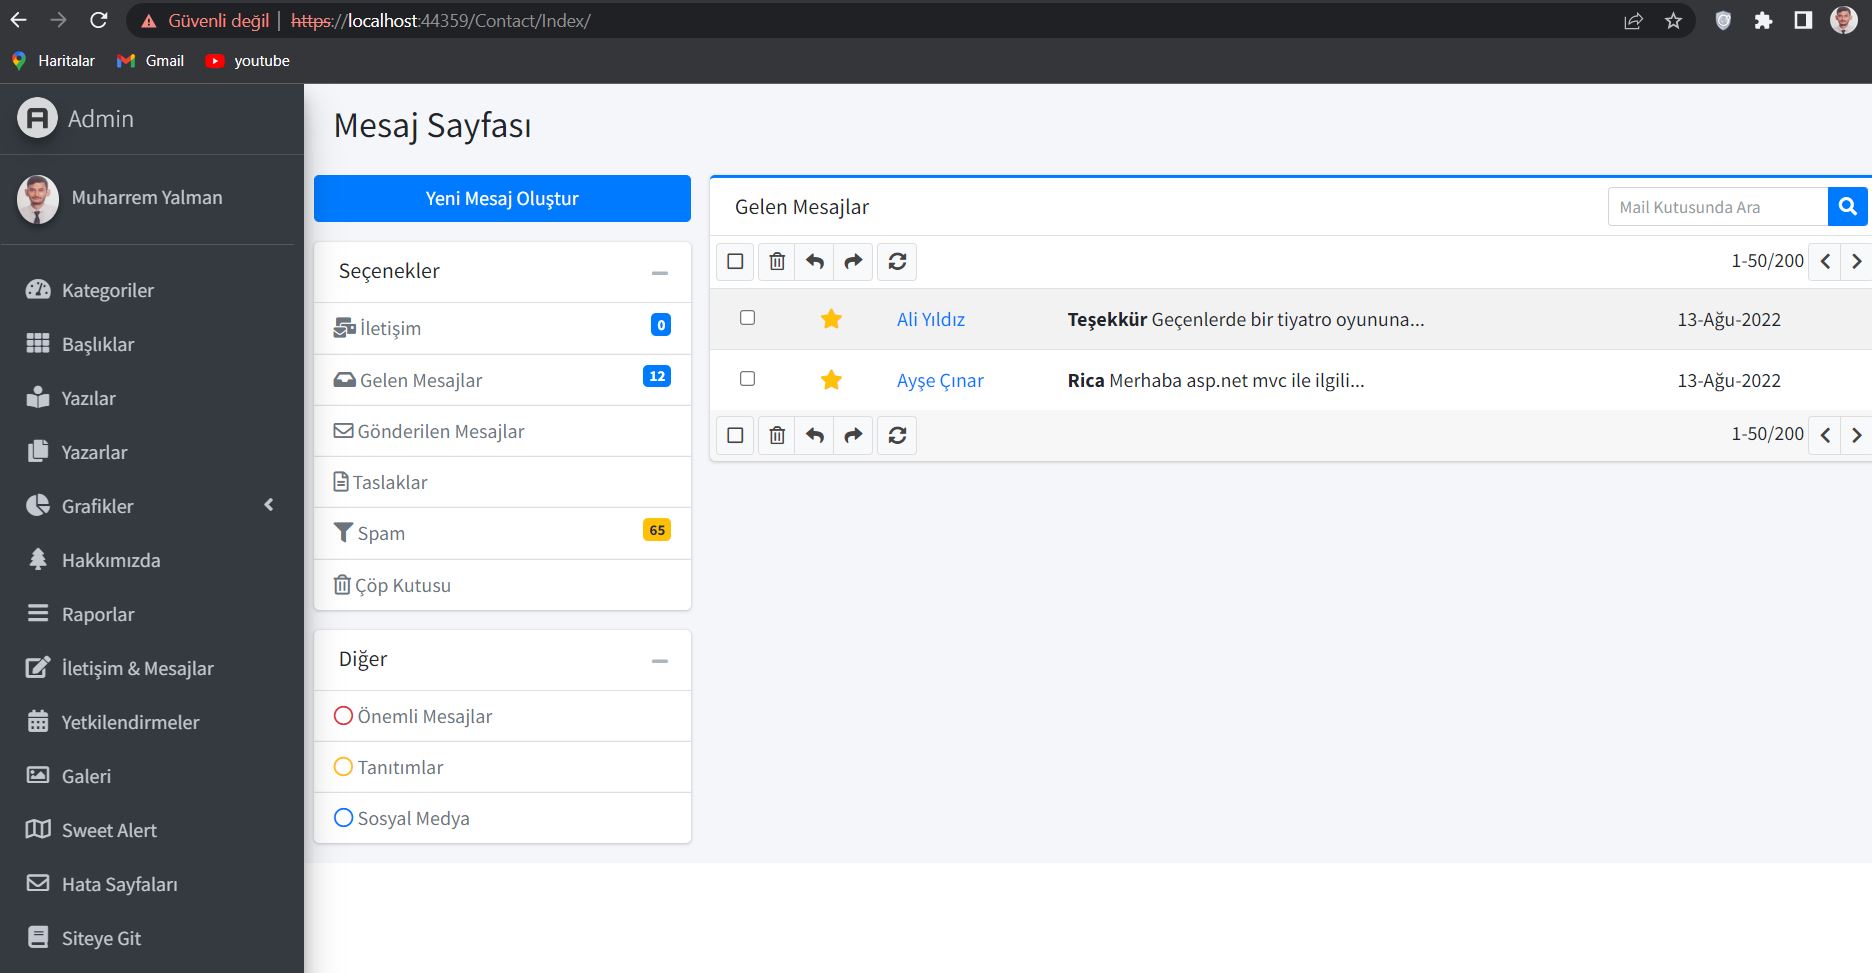 Güvenli değil | https://localhost:44359/Contact/Index/
Haritalar Gmail youtube
Admin
Muharrem Yalman
Kategoriler
Başlıklar
Yazılar
Yazarlar
Grafikler
Hakkımızda
Raporlar
İletişim & Mesajlar
Yetkilendirmeler
Galeri
Sweet Alert
Hata Sayfaları
Siteye Git
Mesaj Sayfası
Yeni Mesaj Oluştur
Seçenekler
İletişim 0
Gelen Mesajlar 12
Gönderilen Mesajlar
Taslaklar
Spam 65
Çöp Kutusu
Diğer
Önemli Mesajlar
Tanıtımlar
Sosyal Medya
Gelen Mesajlar Mail Kutusunda Ara
1-50/200
Ali Yıldız Teşekkür Geçenlerde bir tiyatro oyununa... 13-Ağu-2022
Ayşe Çınar Rica Merhaba asp.net mvc ile ilgili... 13-Ağu-2022
1-50/200